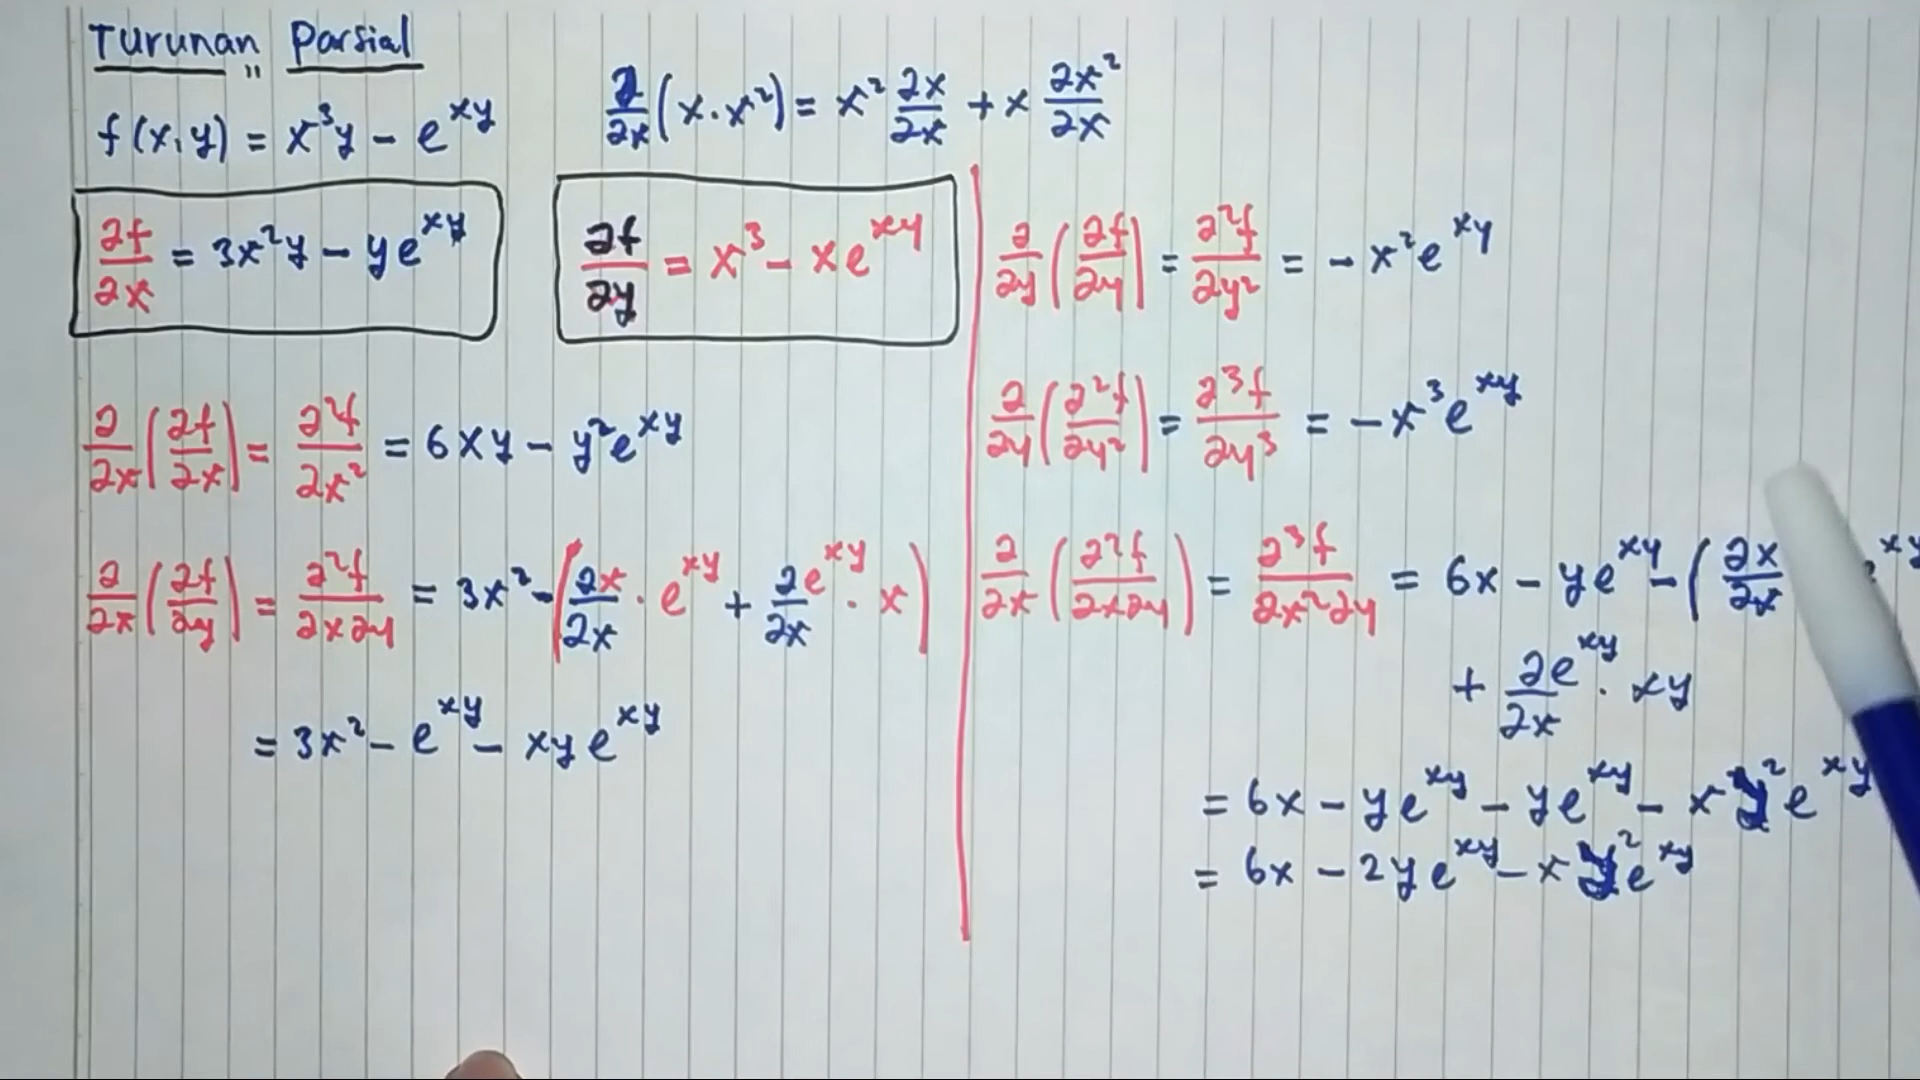 Turunan Parsial
f(x,y) = x³y - e^xy
∂/∂x (x.x²) = x² ∂x/∂x + x ∂x²/∂x
∂f/∂x = 3x²y - ye^xy
∂f/∂y = x³ - xe^xy
∂/∂x (∂f/∂x) = ∂²f/∂x² = 6xy - y²e^xy
∂/∂x (∂f/∂y) = ∂²f/∂x∂y = 3x² - (∂x/∂x · e^xy + ∂e^xy/∂x · x)
= 3x² - e^xy - xye^xy
∂/∂y (∂f/∂y) = ∂²f/∂y² = - x²e^xy
∂/∂y (∂²f/∂y²) = ∂³f/∂y³ = - x³e^xy
∂/∂x (∂²f/∂x∂y) = ∂³f/∂x²∂y = 6x - ye^xy - (∂x/∂x e^xy
+ ∂e^xy/∂x · xy
= 6x - ye^xy - ye^xy - xy²e^xy
= 6x - 2ye^xy - xy²e^xy